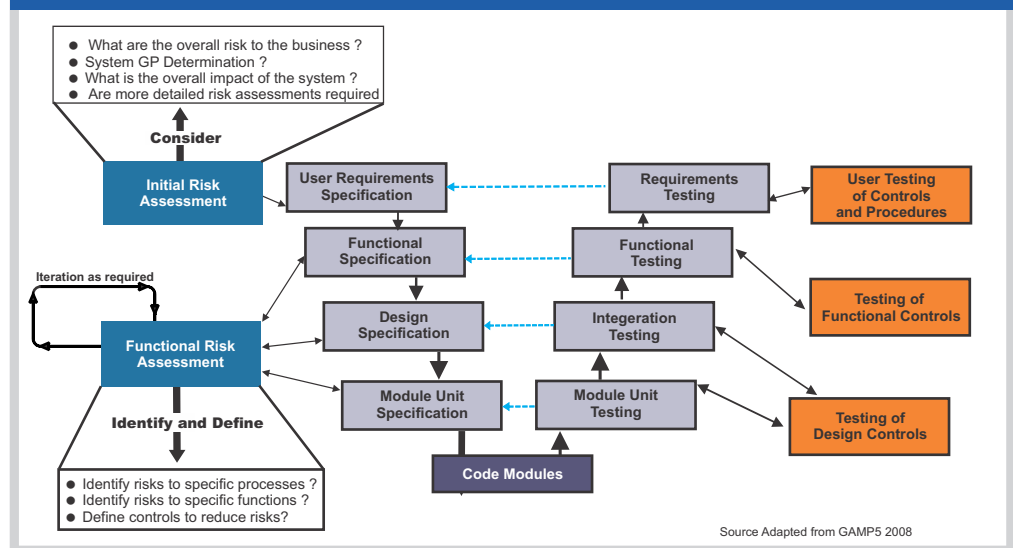 ● What are the overall risk to the business ?
● System GP Determination ?
● What is the overall impact of the system ?
● Are more detailed risk assessments required
Consider
Initial Risk
Assessment
User Requirements
Specification
Requirements
Testing
User Testing
of Controls
and Procedures
Functional
Specification
Functional
Testing
Iteration as required
Testing of
Functional Controls
Design
Specification
Integeration
Testing
Functional Risk
Assessment
Module Unit
Specification
Module Unit
Testing
Testing of
Design Controls
Identify and Define
Code Modules
● Identify risks to specific processes ?
● Identify risks to specific functions ?
● Define controls to reduce risks?
Source Adapted from GAMP5 2008